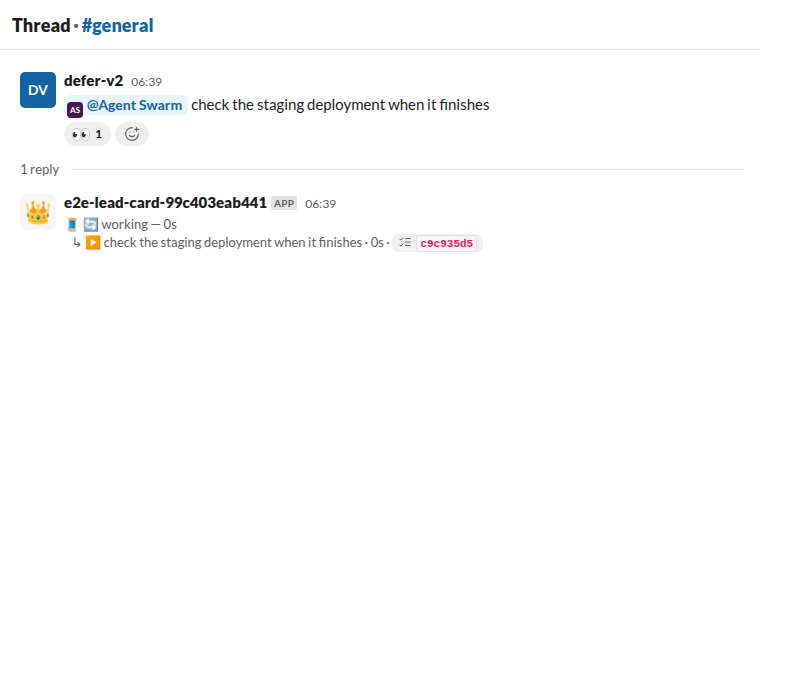 Thread · #general
DV
defer-v2 06:39
AS @Agent Swarm check the staging deployment when it finishes
👀 1
1 reply
e2e-lead-card-99c403eab441 APP 06:39
🧵 🔄 working — 0s
↳ ▶️ check the staging deployment when it finishes · 0s · c9c935d5